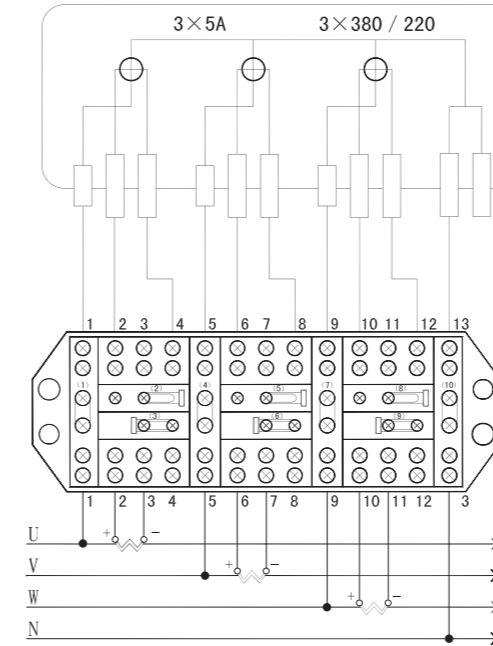 3×5A 3×380 / 220
1 2 3 4 5 6 7 8 9 10 11 12 13
(1) (2) (4) (5) (7) (8) (10)
(3) (6) (9)
1 2 3 4 5 6 7 8 9 10 11 12 3
U + −
V + −
W + −
N